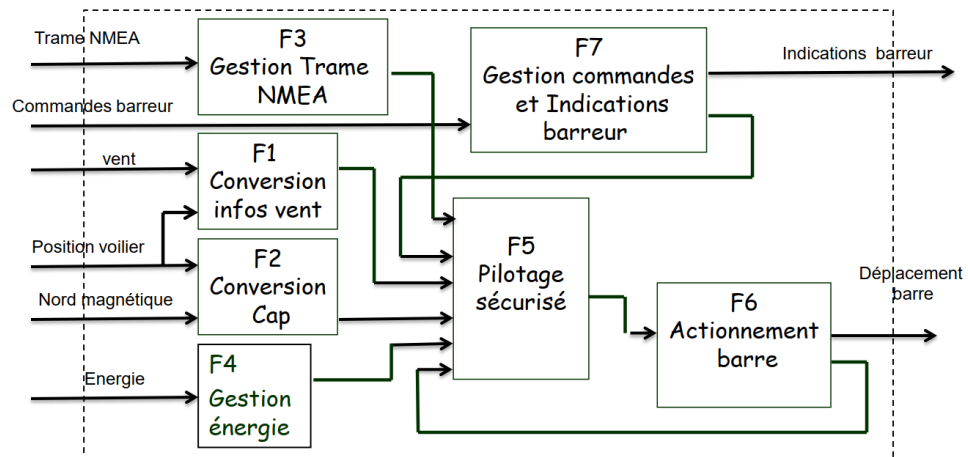 Trame NMEA
F3
Gestion Trame
NMEA
F7
Gestion commandes
et Indications
barreur
Indications barreur
Commandes barreur
vent
F1
Conversion
infos vent
Position voilier
F2
Conversion
Cap
Nord magnétique
F5
Pilotage
sécurisé
Déplacement
barre
F6
Actionnement
barre
Energie
F4
Gestion
énergie